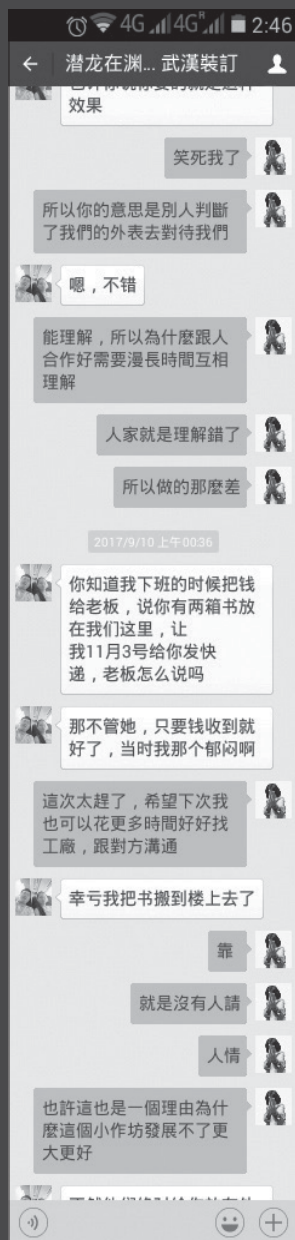 4G 4G R 2:46
潜龙在渊... 武漢裝訂
效果
笑死我了
所以你的意思是別人判斷
了我們的外表去對待我們
嗯，不错
能理解，所以為什麼跟人
合作好需要漫長時間互相
理解
人家就是理解錯了
所以做的那麼差
2017/9/10 上午00:36
你知道我下班的时候把钱
给老板，说你有两箱书放
在我们这里，让
我11月3号给你发快
递，老板怎么说吗
那不管她，只要钱收到就
好了，当时我那个郁闷啊
這次太趕了，希望下次我
也可以花更多時間好好找
工廠，跟對方溝通
幸亏我把书搬到楼上去了
靠
就是沒有人請
人情
也許這也是一個理由為什
麼這個小作坊發展不了更
大更好